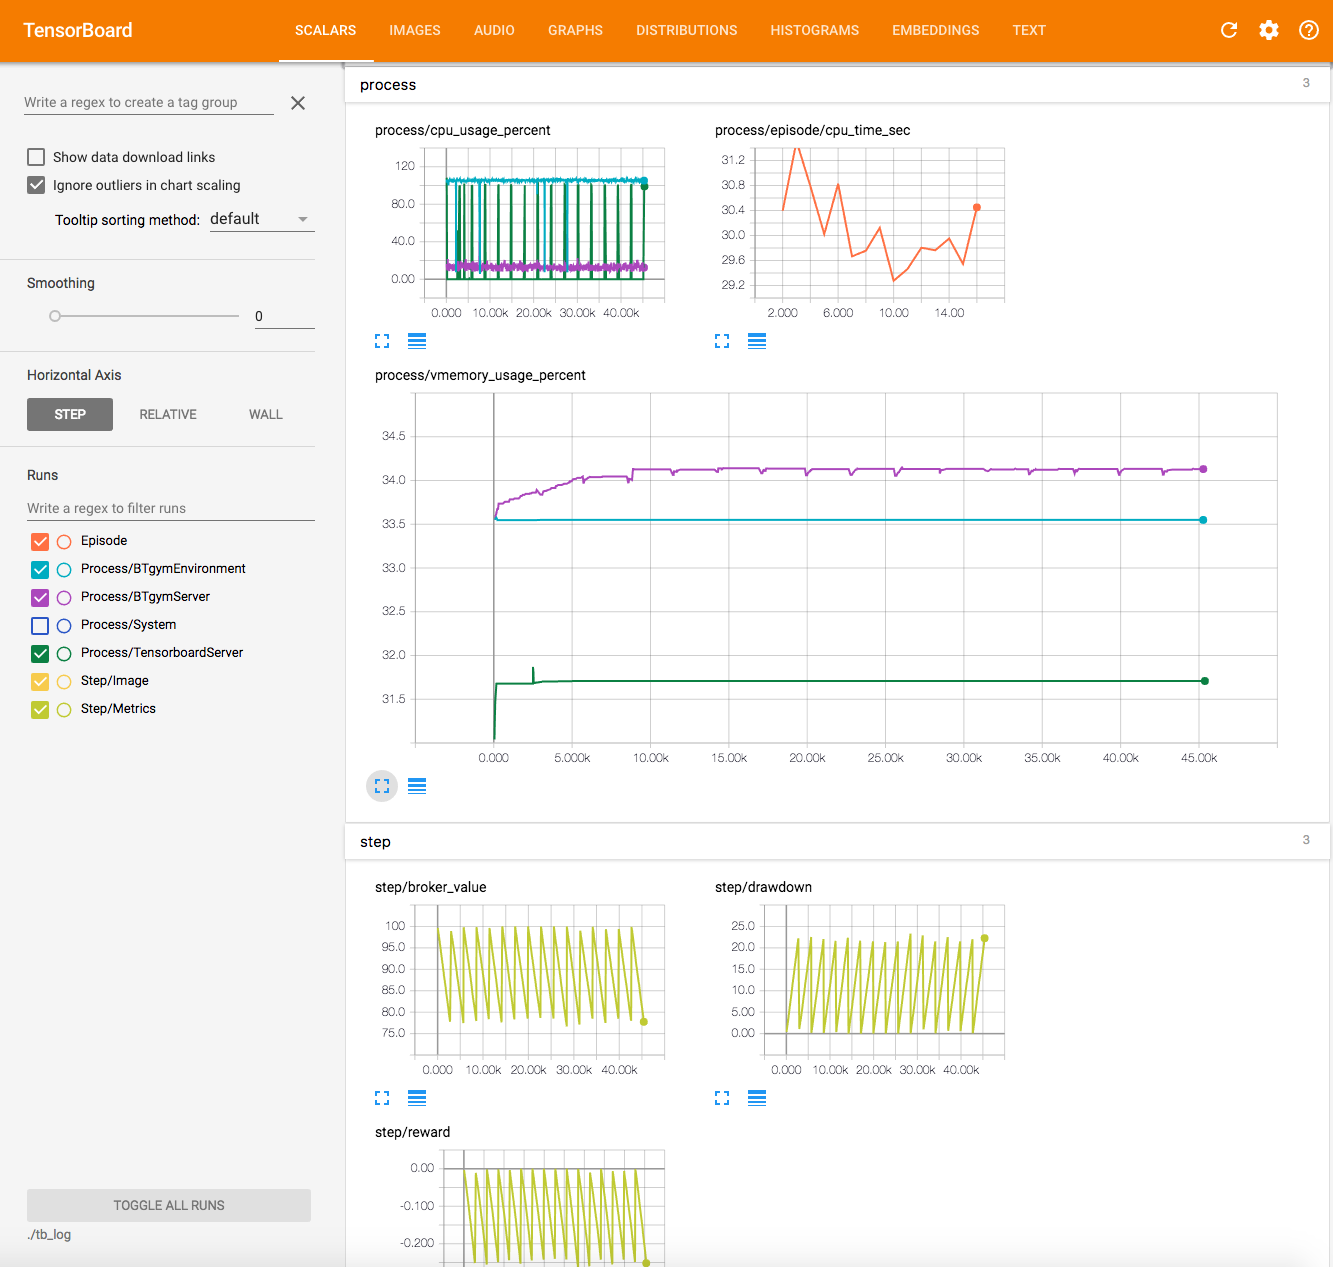 TensorBoard SCALARS IMAGES AUDIO GRAPHS DISTRIBUTIONS HISTOGRAMS EMBEDDINGS TEXT
Write a regex to create a tag group
Show data download links
Ignore outliers in chart scaling
Tooltip sorting method: default
Smoothing
0
Horizontal Axis
STEP RELATIVE WALL
Runs
Write a regex to filter runs
Episode
Process/BTgymEnvironment
Process/BTgymServer
Process/System
Process/TensorboardServer
Step/Image
Step/Metrics
TOGGLE ALL RUNS
./tb_log
process 3
process/cpu_usage_percent
120
80.0
40.0
0.00
0.000 10.00k 20.00k 30.00k 40.00k
process/episode/cpu_time_sec
31.2
30.8
30.4
30.0
29.6
29.2
2.000 6.000 10.00 14.00
process/vmemory_usage_percent
34.5
34.0
33.5
33.0
32.5
32.0
31.5
0.000 5.000k 10.00k 15.00k 20.00k 25.00k 30.00k 35.00k 40.00k 45.00k
step 3
step/broker_value
100
95.0
90.0
85.0
80.0
75.0
0.000 10.00k 20.00k 30.00k 40.00k
step/drawdown
25.0
20.0
15.0
10.0
5.00
0.00
0.000 10.00k 20.00k 30.00k 40.00k
step/reward
0.00
-0.100
-0.200